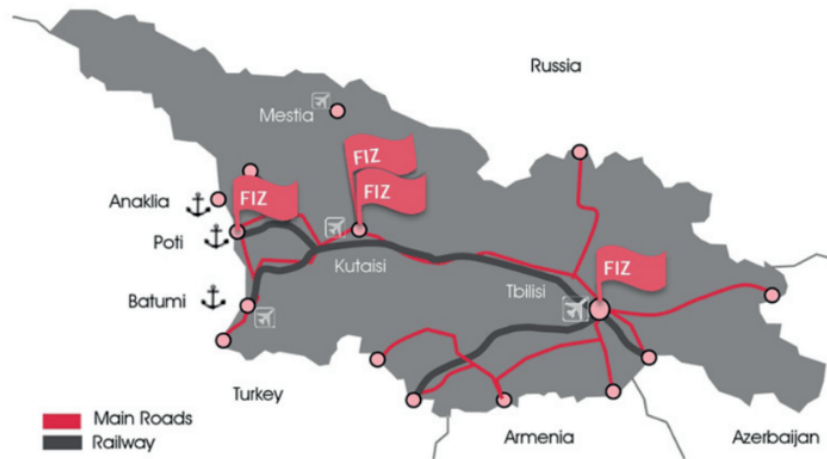 Russia
Mestia
FIZ
FIZ
FIZ
Anaklia
Poti
Kutaisi
FIZ
Tbilisi
Batumi
Turkey
Main Roads
Railway
Armenia
Azerbaijan